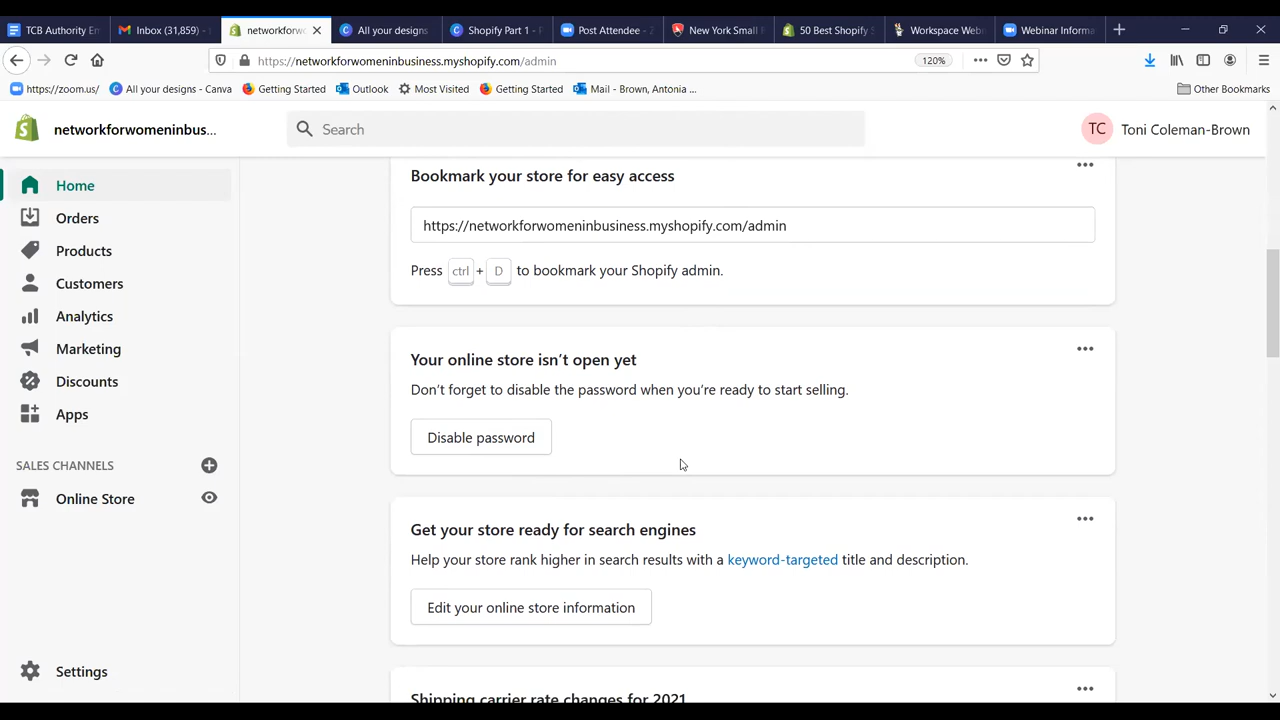 TCB Authority En
Inbox (31,859) -
networkforwo
All your designs
Shopify Part 1 - P
Post Attendee - Z
New York Small
50 Best Shopify S
Workspace Web
Webinar Informa
https://networkforwomeninbusiness.myshopify.com/admin
120%
https://zoom.us/
All your designs - Canva
Getting Started
Outlook
Most Visited
Getting Started
Mail - Brown, Antonia ...
Other Bookmarks
networkforwomeninbus...
Search
TC
Toni Coleman-Brown
Home
Orders
Products
Customers
Analytics
Marketing
Discounts
Apps
SALES CHANNELS
Online Store
Settings
Bookmark your store for easy access
https://networkforwomeninbusiness.myshopify.com/admin
Press ctrl + D to bookmark your Shopify admin.
Your online store isn’t open yet
Don’t forget to disable the password when you’re ready to start selling.
Disable password
Get your store ready for search engines
Help your store rank higher in search results with a keyword-targeted title and description.
Edit your online store information
Shipping carrier rate changes for 2021